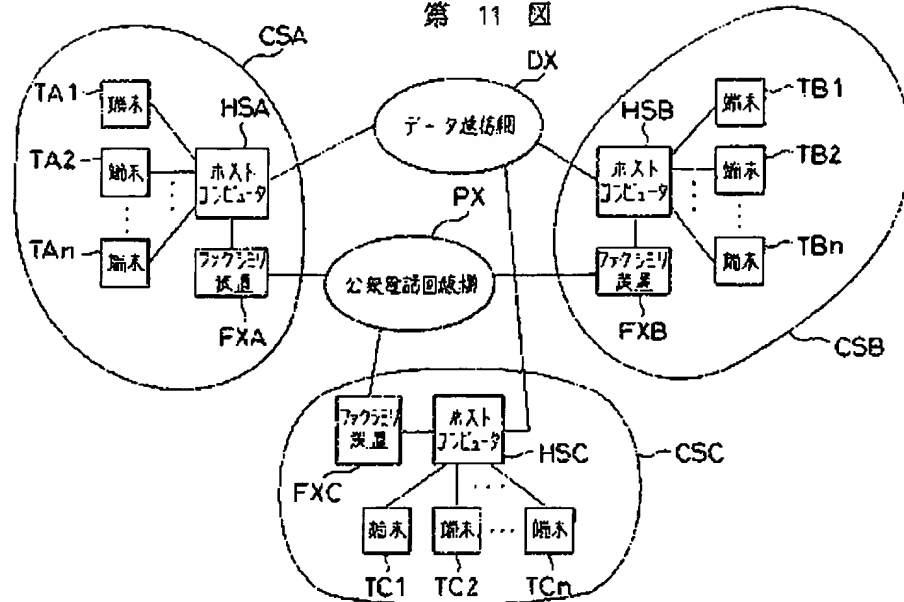 第 11 図
CSA
DX
TA1
端末
HSA
データ通信網
HSB
端末
TB1
TA2
端末
ホスト
コンピュータ
ホスト
コンピュータ
端末
TB2
PX
TAn
端末
ファクシミリ
装置
公衆電話回線網
ファクシミリ
装置
端末
TBn
FXA
FXB
CSB
ファクシミリ
装置
ホスト
コンピュータ
HSC
CSC
FXC
端末
端末
端末
TC1
TC2
TCn